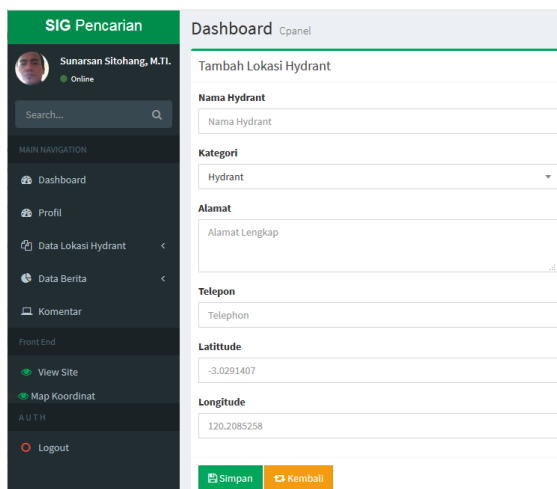 SIG Pencarian
Sunarsan Sitohang, M.TI.
Online
Search...
MAIN NAVIGATION
Dashboard
Profil
Data Lokasi Hydrant
Data Berita
Komentar
Front End
View Site
Map Koordinat
AUTH
Logout
Dashboard Cpanel
Tambah Lokasi Hydrant
Nama Hydrant
Nama Hydrant
Kategori
Hydrant
Alamat
Alamat Lengkap
Telepon
Telephon
Latittude
-3.0291407
Longitude
120.2085258
Simpan Kembali